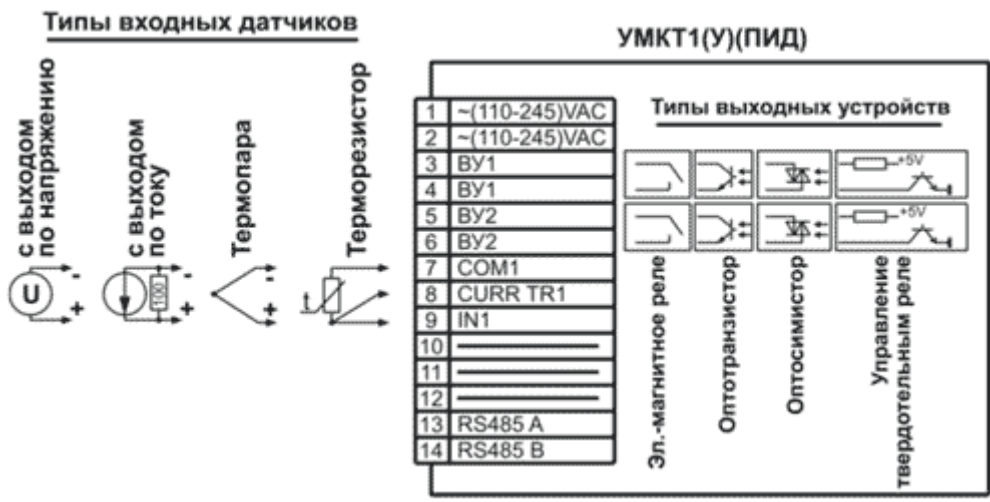 Типы входных датчиков
с выходом
по напряжению
с выходом
по току
Термопара
Терморезистор
U
-
+
100
-
+
-
+
t
УМКТ1(У)(ПИД)
1 ~(110-245)VAC
2 ~(110-245)VAC
3 ВУ1
4 ВУ1
5 ВУ2
6 ВУ2
7 COM1
8 CURR TR1
9 IN1
10
11
12
13 RS485 A
14 RS485 B
Типы выходных устройств
+5V
+5V
Эл.-магнитное реле
Оптотранзистор
Оптосимистор
Управление
твердотельным реле